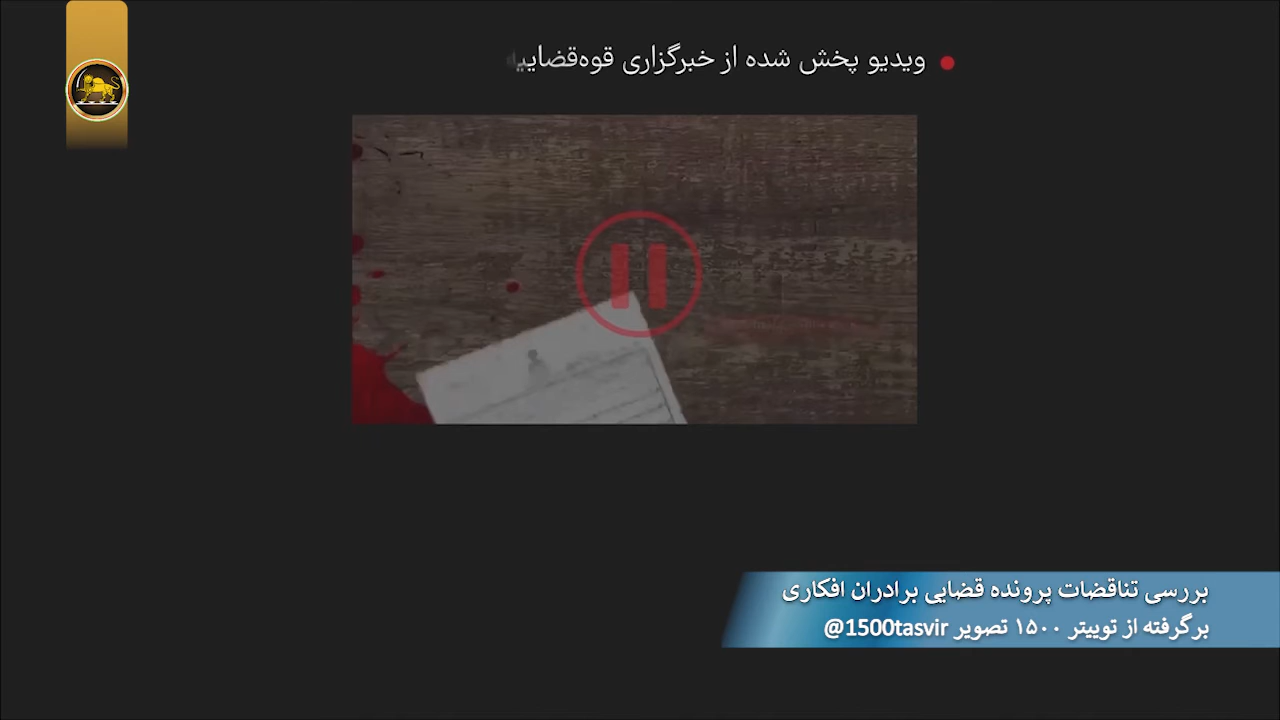 ویدیو پخش شده از خبرگزاری قوه‌قضاییه
بررسی تناقضات پرونده قضایی برادران افکاری
برگرفته از توییتر ۱۵۰۰ تصویر @1500tasvir